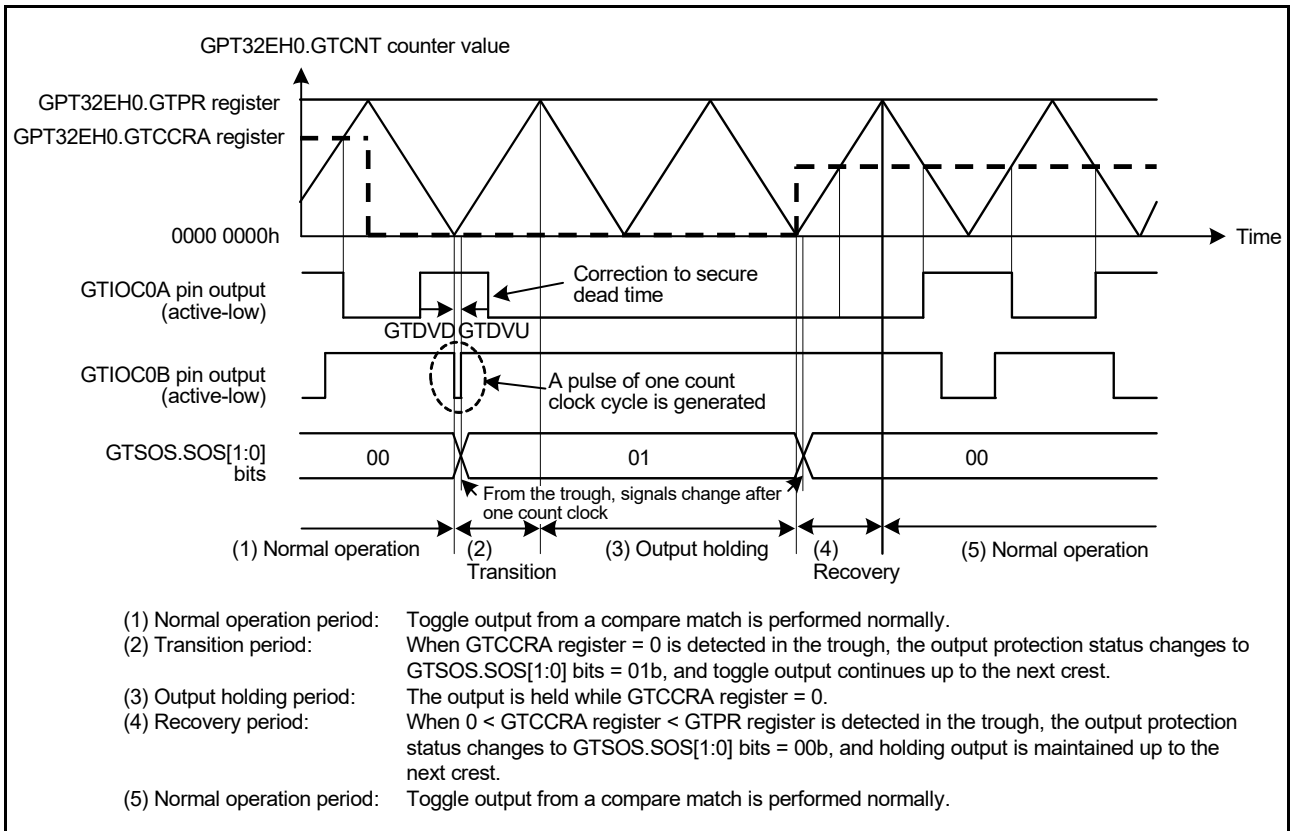 GPT32EH0.GTCNT counter value
GPT32EH0.GTPR register
GPT32EH0.GTCCRA register
0000 0000h
Time
GTIOC0A pin output
(active-low)
Correction to secure
dead time
GTDVD GTDVU
GTIOC0B pin output
(active-low)
A pulse of one count
clock cycle is generated
GTSOS.SOS[1:0]
bits
00
01
00
From the trough, signals change after
one count clock
(1) Normal operation
(2)
Transition
(3) Output holding
(4)
Recovery
(5) Normal operation
(1) Normal operation period: Toggle output from a compare match is performed normally.
(2) Transition period: When GTCCRA register = 0 is detected in the trough, the output protection status changes to
GTSOS.SOS[1:0] bits = 01b, and toggle output continues up to the next crest.
(3) Output holding period: The output is held while GTCCRA register = 0.
(4) Recovery period: When 0 < GTCCRA register < GTPR register is detected in the trough, the output protection
status changes to GTSOS.SOS[1:0] bits = 00b, and holding output is maintained up to the
next crest.
(5) Normal operation period: Toggle output from a compare match is performed normally.